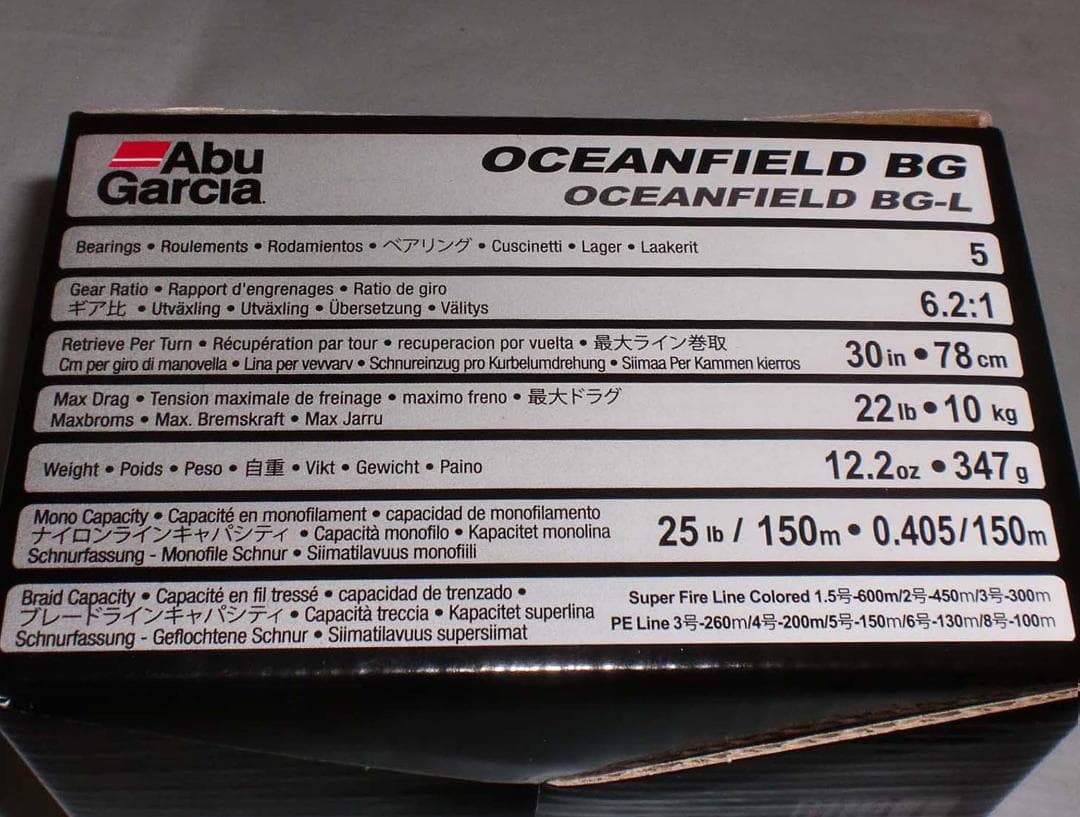 Abu
Garcia
OCEANFIELD BG
OCEANFIELD BG-L
Bearings • Roulements • Rodamientos • ベアリング • Cuscinetti • Lager • Laakerit
5
Gear Ratio • Rapport d'engrenages • Ratio de giro
ギア比 • Utväxling • Utväxling • Übersetzung • Välitys
6.2:1
Retrieve Per Turn • Récupération par tour • recuperacion por vuelta • 最大ライン巻取
Cm per giro di manovella • Lina per vevvarv • Schnureinzug pro Kurbelumdrehung • Siimaa Per Kammen kierros
30in • 78cm
Max Drag • Tension maximale de freinage • maximo freno • 最大ドラグ
Maxbroms • Max. Bremskraft • Max Jarru
22lb • 10 kg
Weight • Poids • Peso • 自重 • Vikt • Gewicht • Paino
12.2oz • 347g
Mono Capacity • Capacité en monofilament • capacidad de monofilamento
ナイロンラインキャパシティ • Capacità monofilo • Kapacitet monolina
Schnurfassung - Monofile Schnur • Siimatilavuus monofiili
25 lb / 150m • 0.405/150m
Braid Capacity • Capacité en fil tressé • capacidad de trenzado •
ブレードラインキャパシティ • Capacità treccia • Kapacitet superlina
Schnurfassung - Geflochtene Schnur • Siimatilavuus supersiimat
Super Fire Line Colored 1.5号-600m/2号-450m/3号-300m
PE Line 3号-260m/4号-200m/5号-150m/6号-130m/8号-100m